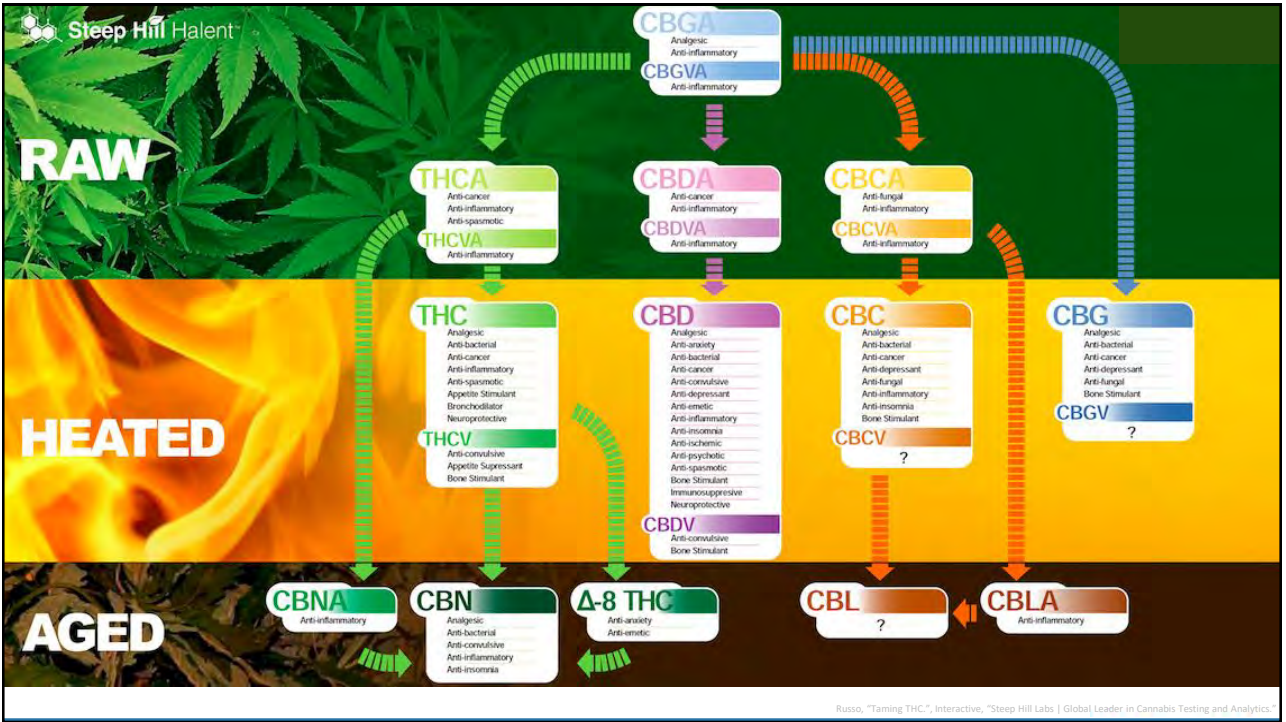 Steep Hill Halent
CBGA
Analgesic
Anti-inflammatory
CBGVA
Anti-inflammatory
RAW
THCA
Anti-cancer
Anti-inflammatory
Anti-spasmotic
THCVA
Anti-inflammatory
CBDA
Anti-cancer
Anti-inflammatory
CBDVA
Anti-inflammatory
CBCA
Anti-fungal
Anti-inflammatory
CBCVA
Anti-inflammatory
HEATED
THC
Analgesic
Anti-bacterial
Anti-cancer
Anti-inflammatory
Anti-spasmotic
Appetite Stimulant
Bronchodilator
Neuroprotective
THCV
Anti-convulsive
Appetite Supressant
Bone Stimulant
CBD
Analgesic
Anti-anxiety
Anti-bacterial
Anti-cancer
Anti-convulsive
Anti-depressant
Anti-emetic
Anti-inflammatory
Anti-insomnia
Anti-ischemic
Anti-psychotic
Anti-spasmotic
Bone Stimulant
Immunosuppresive
Neuroprotective
CBDV
Anti-convulsive
Bone Stimulant
CBC
Analgesic
Anti-bacterial
Anti-cancer
Anti-depressant
Anti-fungal
Anti-inflammatory
Anti-insomnia
Bone Stimulant
CBCV
?
CBG
Analgesic
Anti-bacterial
Anti-cancer
Anti-depressant
Anti-fungal
Bone Stimulant
CBGV
?
AGED
CBNA
Anti-inflammatory
CBN
Analgesic
Anti-bacterial
Anti-convulsive
Anti-inflammatory
Anti-insomnia
Δ-8 THC
Anti-anxiety
Anti-emetic
CBL
?
CBLA
Anti-inflammatory
Russo, "Taming THC.", Interactive, "Steep Hill Labs | Global Leader in Cannabis Testing and Analytics."